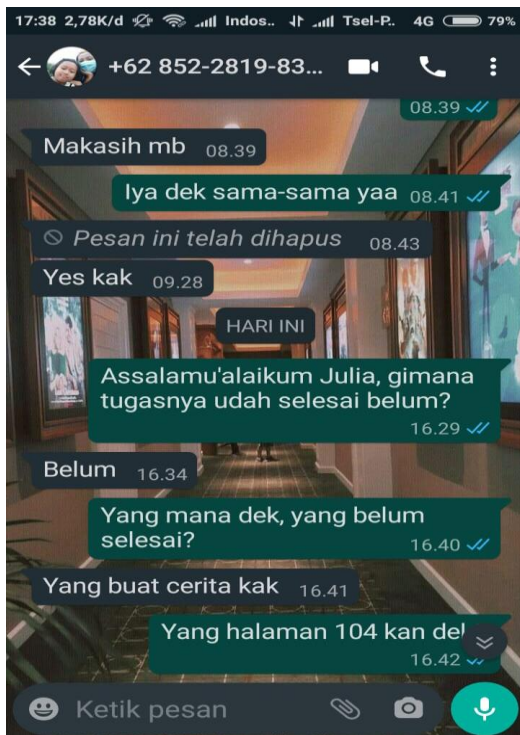 17:38 2,78K/d Indos.. Tsel-P.. 4G 79%
+62 852-2819-83...
08.39
Makasih mb 08.39
Iya dek sama-sama yaa 08.41
Pesan ini telah dihapus 08.43
Yes kak 09.28
HARI INI
Assalamu'alaikum Julia, gimana
tugasnya udah selesai belum?
16.29
Belum 16.34
Yang mana dek, yang belum
selesai? 16.40
Yang buat cerita kak 16.41
Yang halaman 104 kan
16.42
Ketik pesan